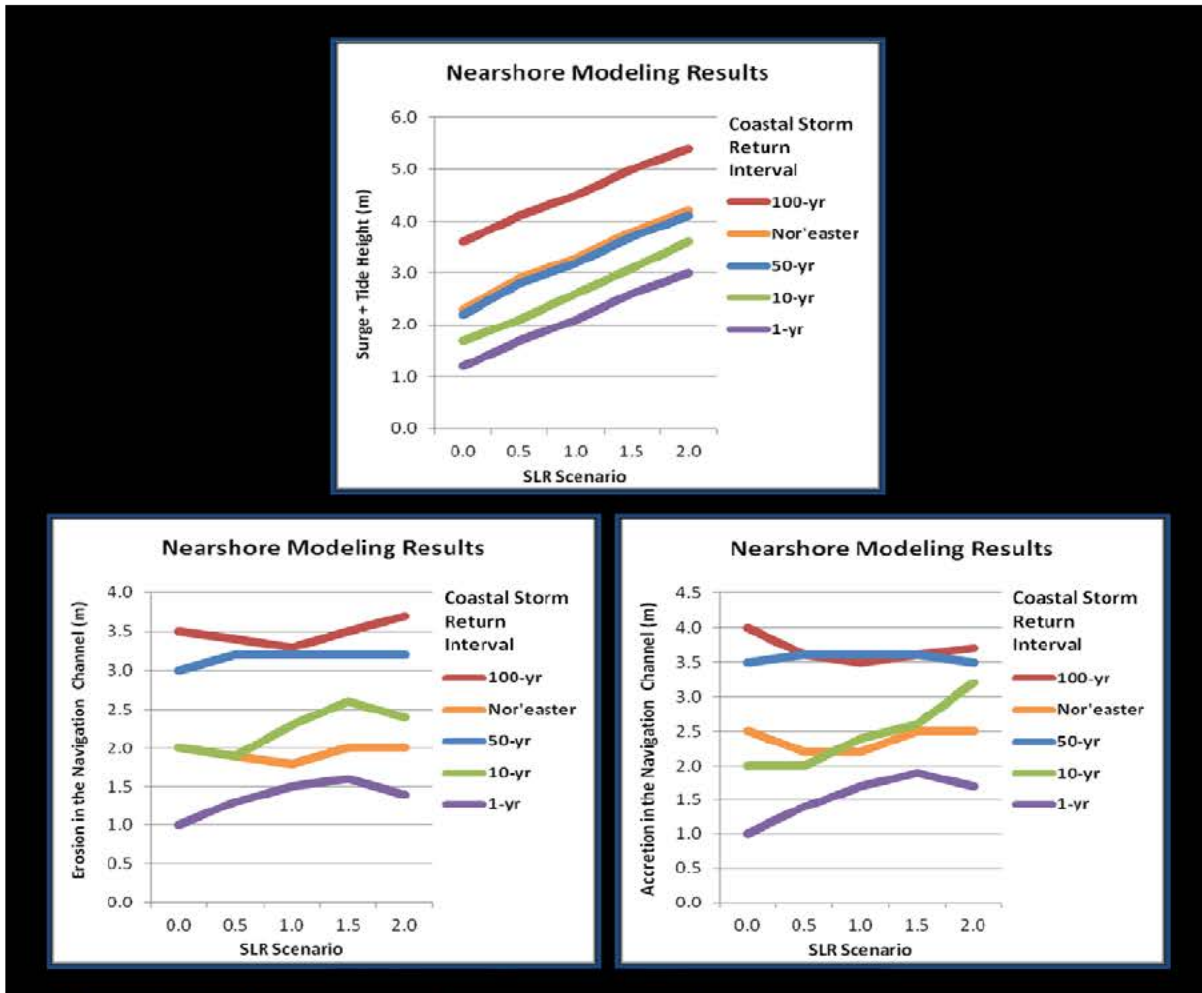 Nearshore Modeling Results
Surge + Tide Height (m)
6.0
5.0
4.0
3.0
2.0
1.0
0.0
0.0 0.5 1.0 1.5 2.0
SLR Scenario
Coastal Storm
Return
Interval
100-yr
Nor'easter
50-yr
10-yr
1-yr
Nearshore Modeling Results
Erosion in the Navigation Channel (m)
4.0
3.5
3.0
2.5
2.0
1.5
1.0
0.5
0.0
0.0 0.5 1.0 1.5 2.0
SLR Scenario
Coastal Storm
Return
Interval
100-yr
Nor'easter
50-yr
10-yr
1-yr
Nearshore Modeling Results
Accretion in the Navigation Channel (m)
4.5
4.0
3.5
3.0
2.5
2.0
1.5
1.0
0.5
0.0
0.0 0.5 1.0 1.5 2.0
SLR Scenario
Coastal Storm
Return
Interval
100-yr
Nor'easter
50-yr
10-yr
1-yr